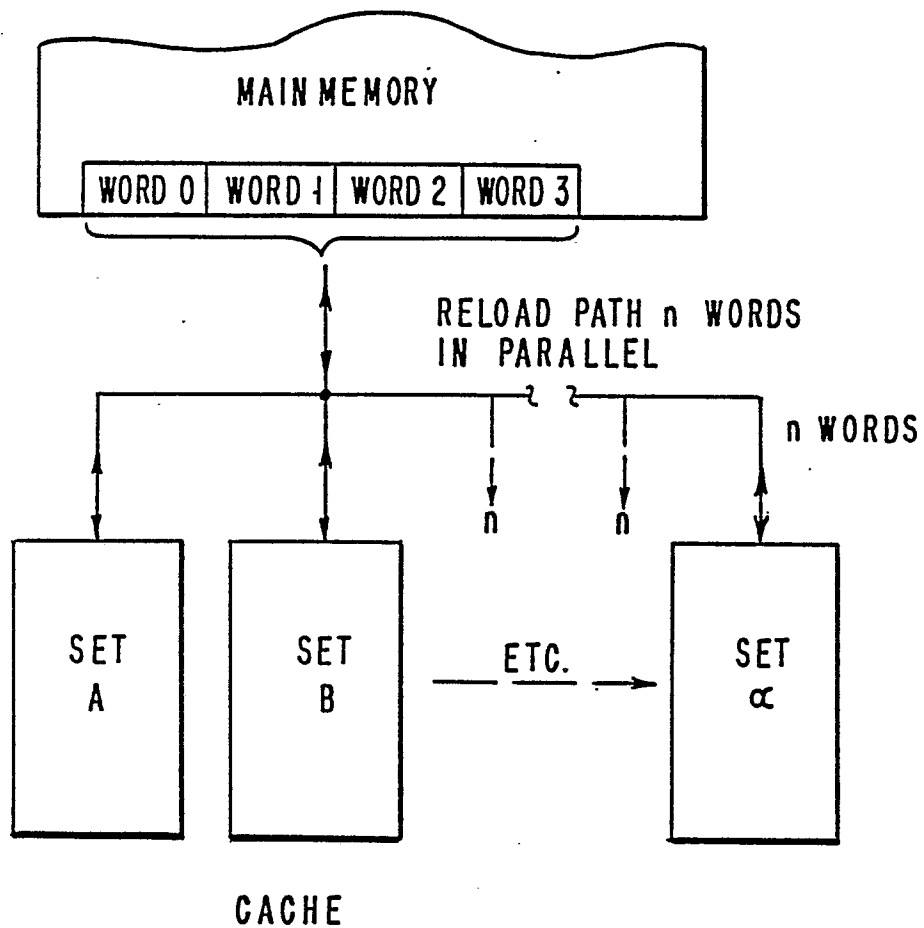 MAIN MEMORY
WORD 0 WORD 1 WORD 2 WORD 3
RELOAD PATH n WORDS
IN PARALLEL
n WORDS
n n
SET
A
SET
B
ETC.
SET
α
CACHE